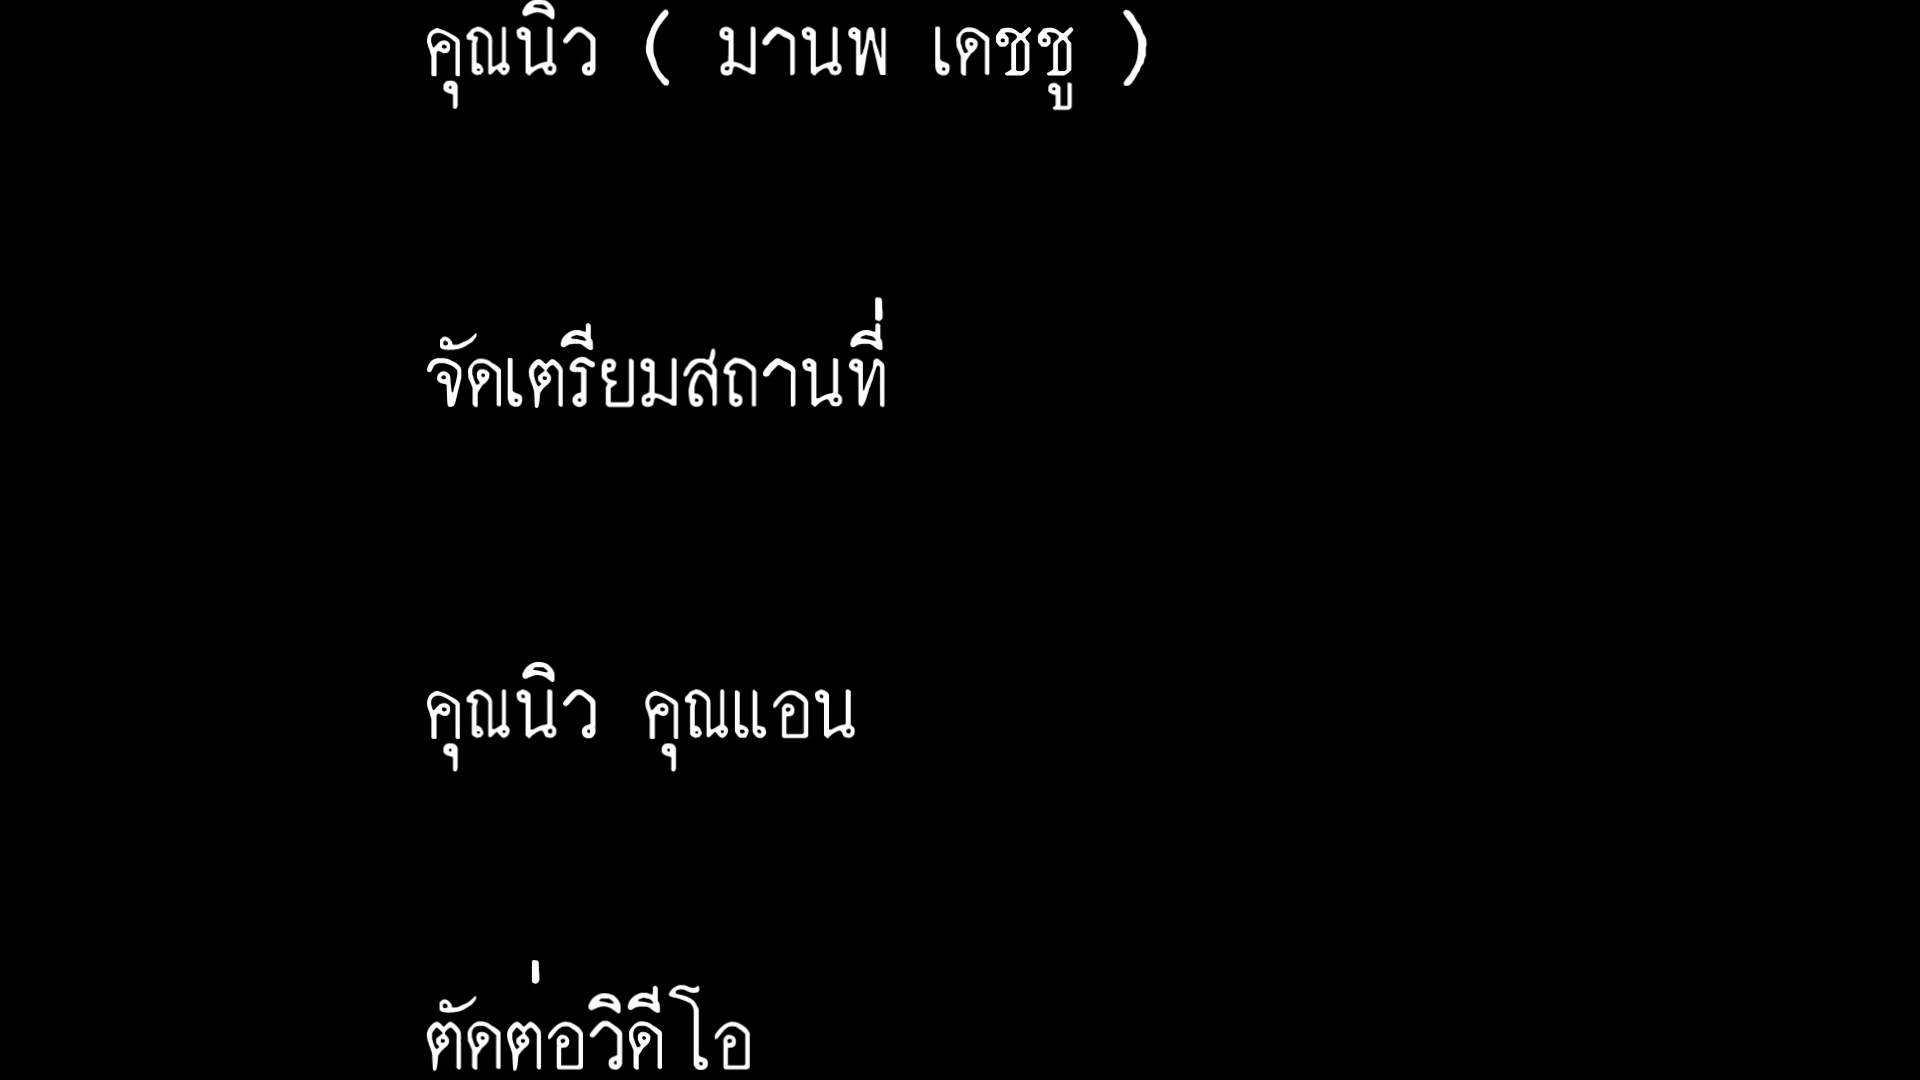 คุณนิว ( มานพ เดชชู )
จัดเตรียมสถานที่
คุณนิว คุณแอน
ตัดต่อวิดีโอ